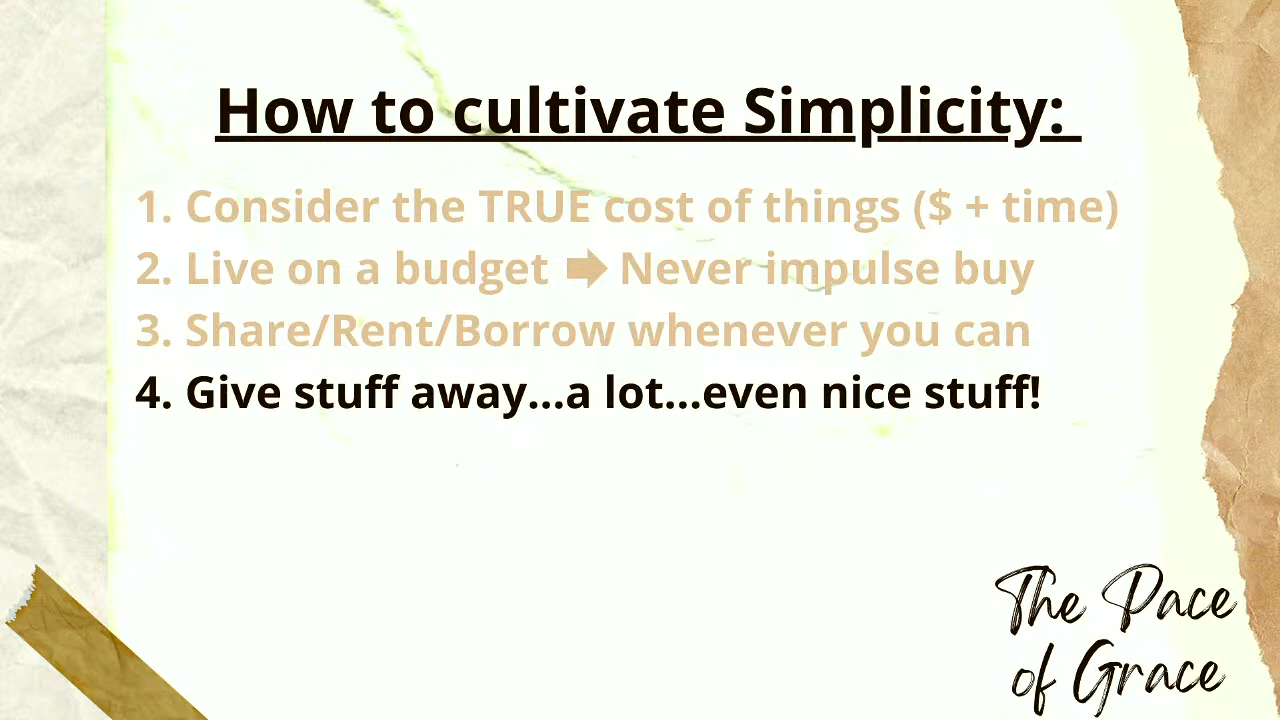 How to cultivate Simplicity:
1. Consider the TRUE cost of things ($ + time)
2. Live on a budget ➡ Never impulse buy
3. Share/Rent/Borrow whenever you can
4. Give stuff away...a lot...even nice stuff!
The Pace
of Grace